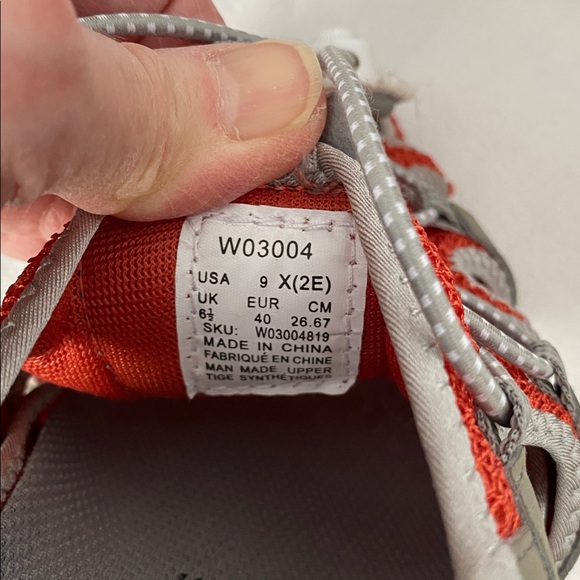 W03004
USA 9 X(2E)
UK EUR CM
6½ 40 26.67
SKU: W03004819
MADE IN CHINA
FABRIQUÉ EN CHINE
MAN MADE UPPER
TIGE SYNTHÉTIQUES